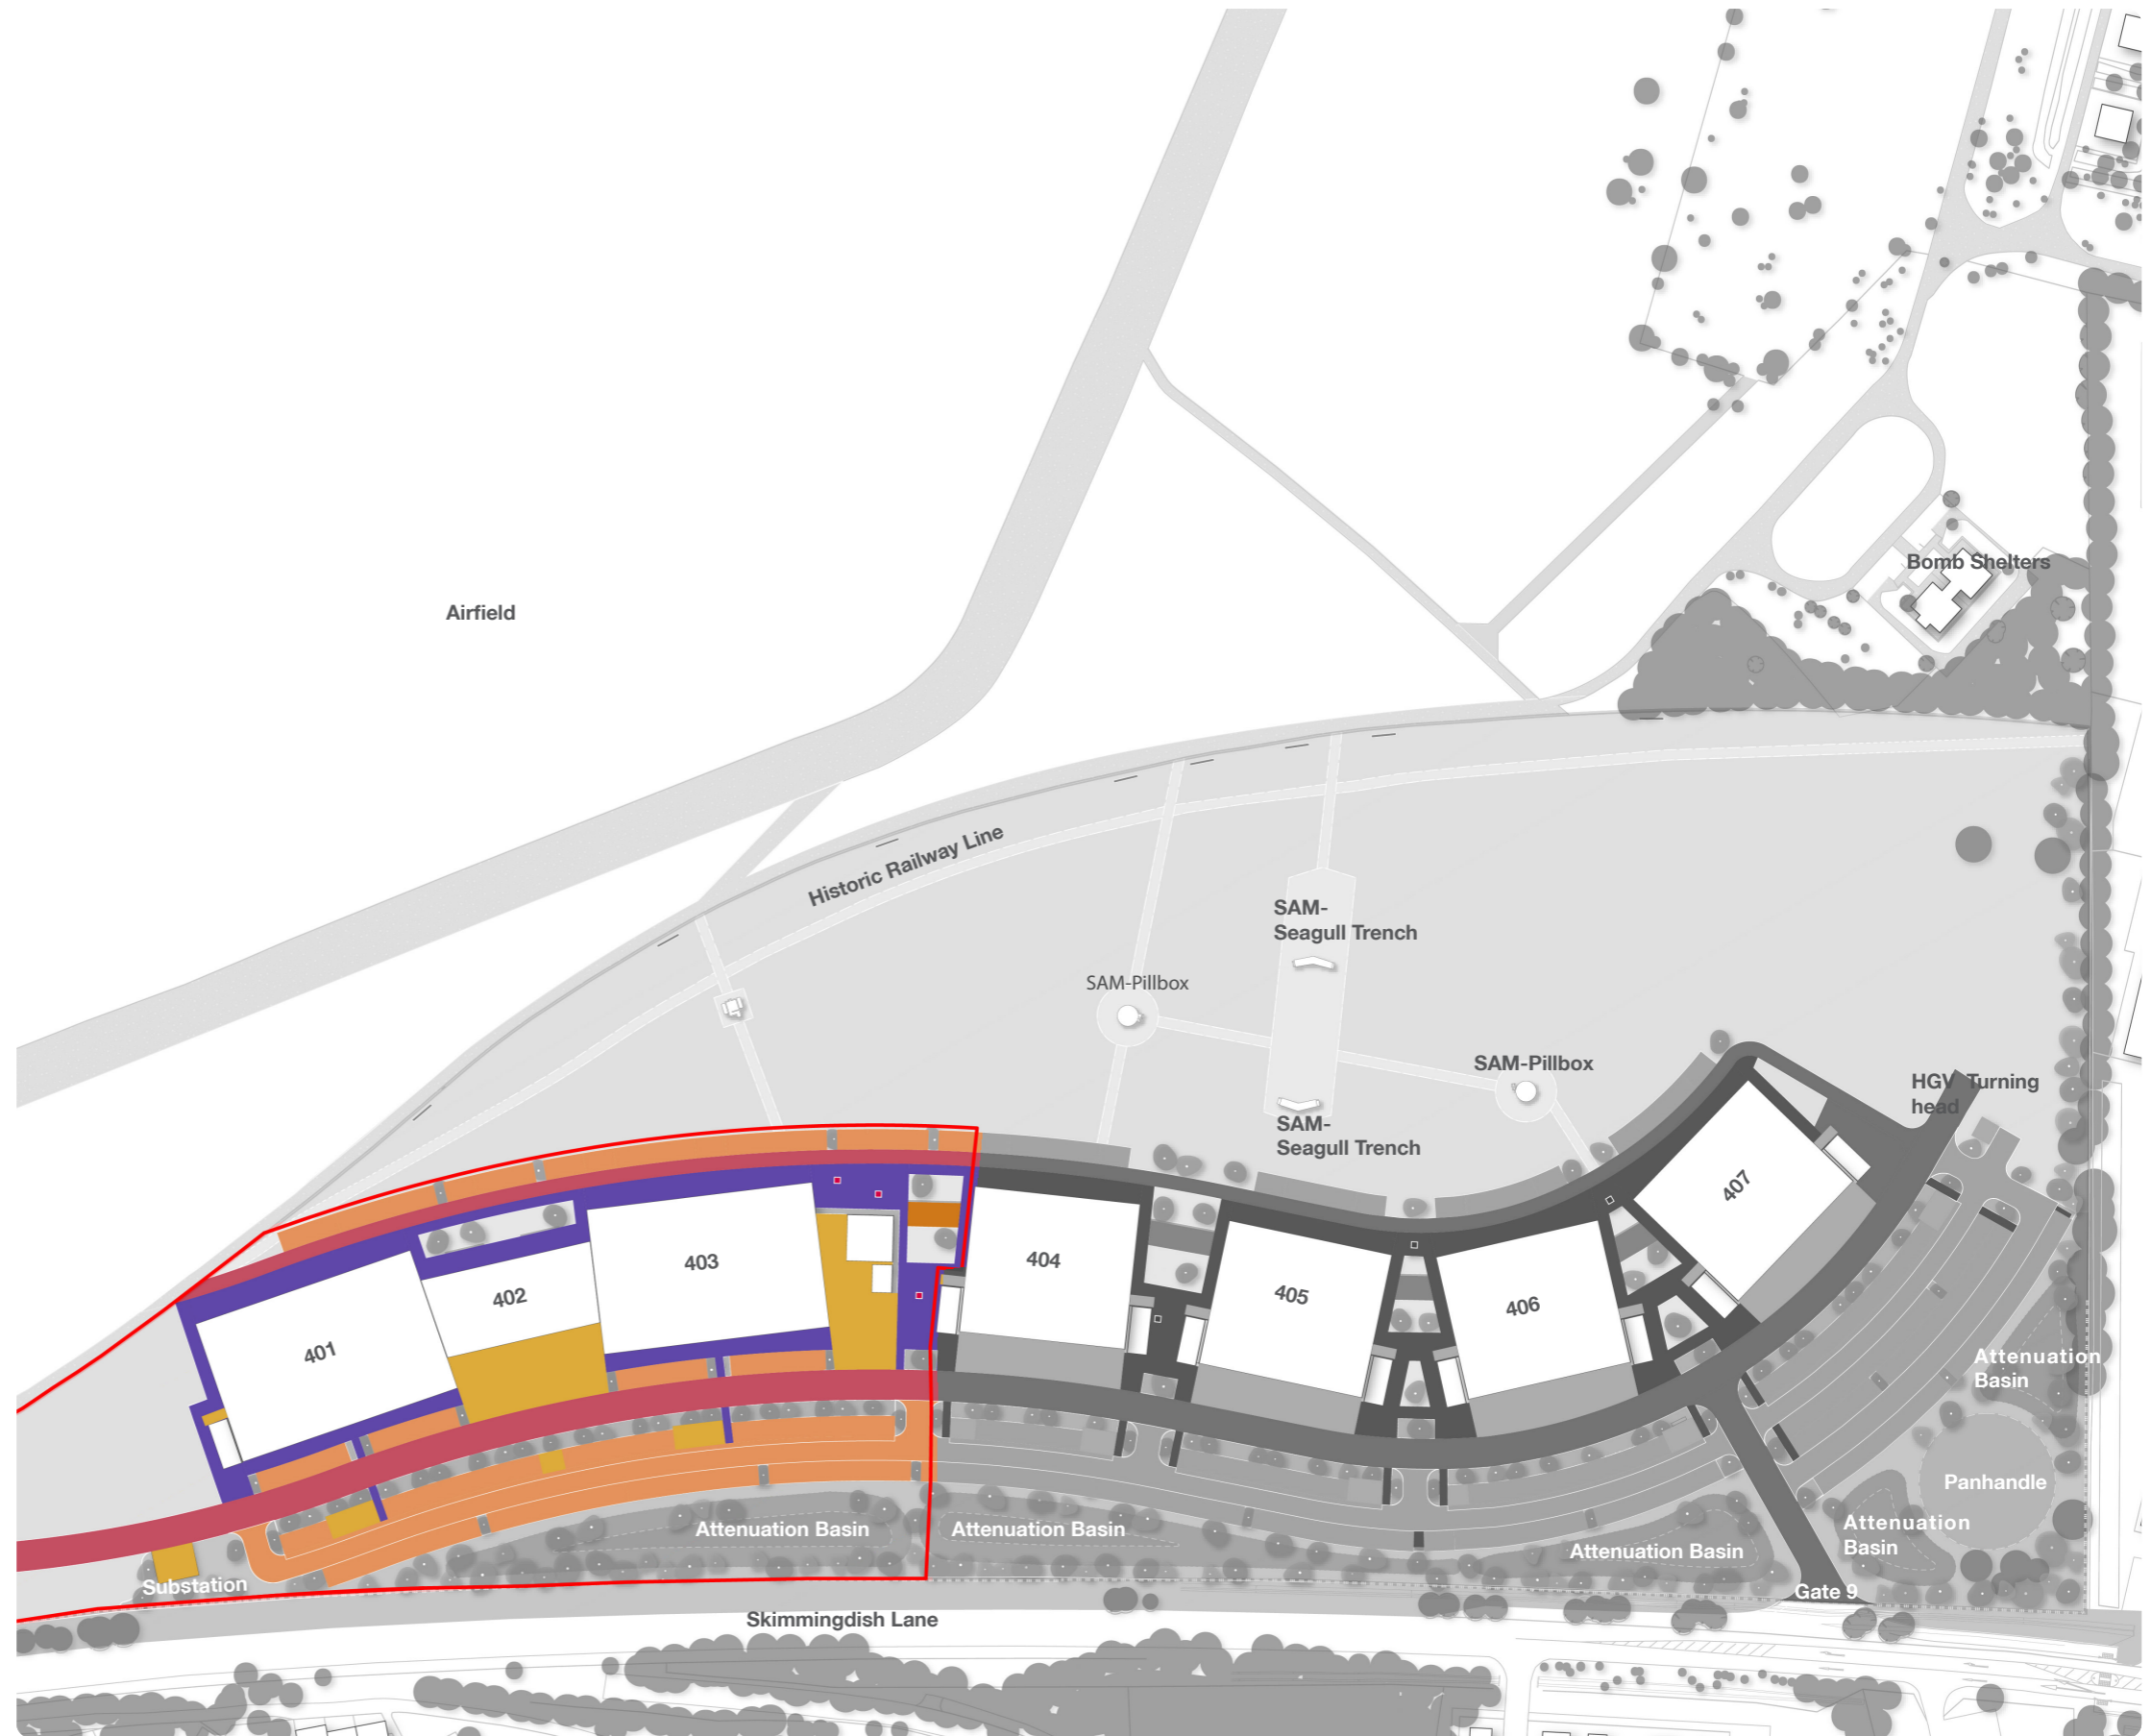 Bomb Shelters
Airfield
Historic Railway Line
SAM-
Seagull Trench
SAM-Pillbox
SAM-Pillbox
HGV Turning
head
SAM-
Seagull Trench
407
404
403
405
402
406
401
Attenuation
Basin
Panhandle
Attenuation Basin
Attenuation Basin
Attenuation
Basin
Attenuation Basin
Substation
Gate 9
Skimmingdish Lane